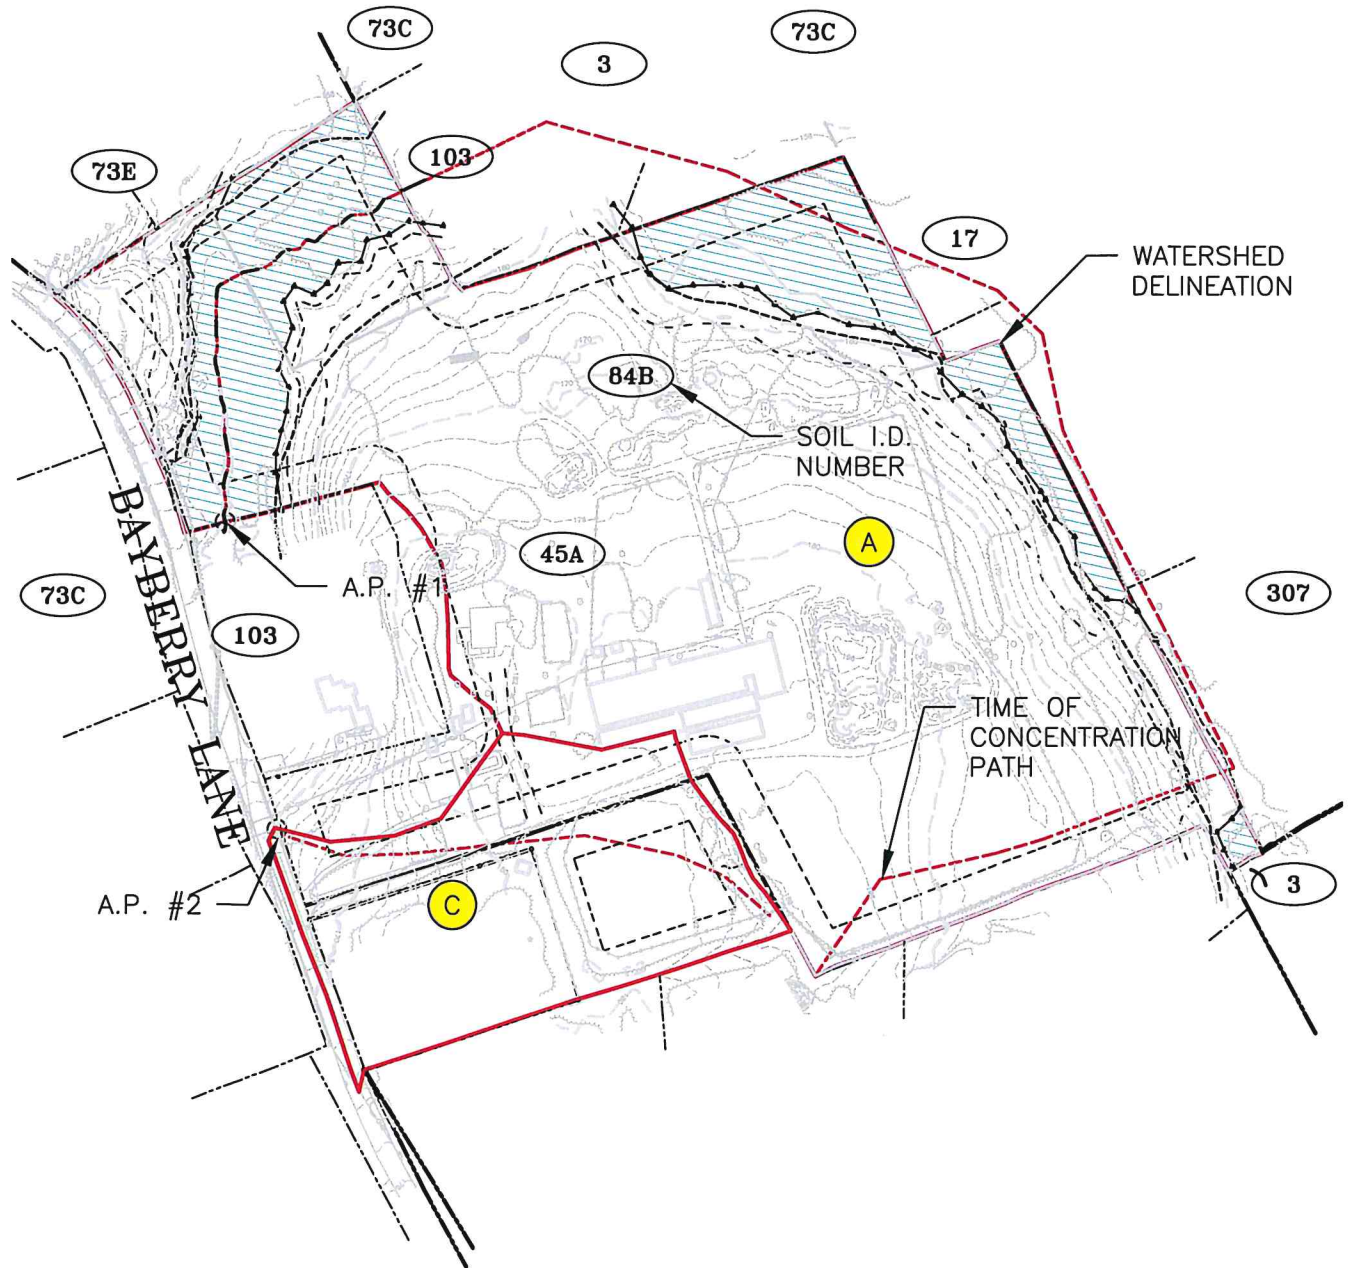 73C
73C
3
103
73E
17
WATERSHED
DELINEATION
84B
SOIL I.D.
NUMBER
A
45A
A.P. #1
73C
307
103
BAYBERRY LANE
TIME OF
CONCENTRATION
PATH
3
A.P. #2
C